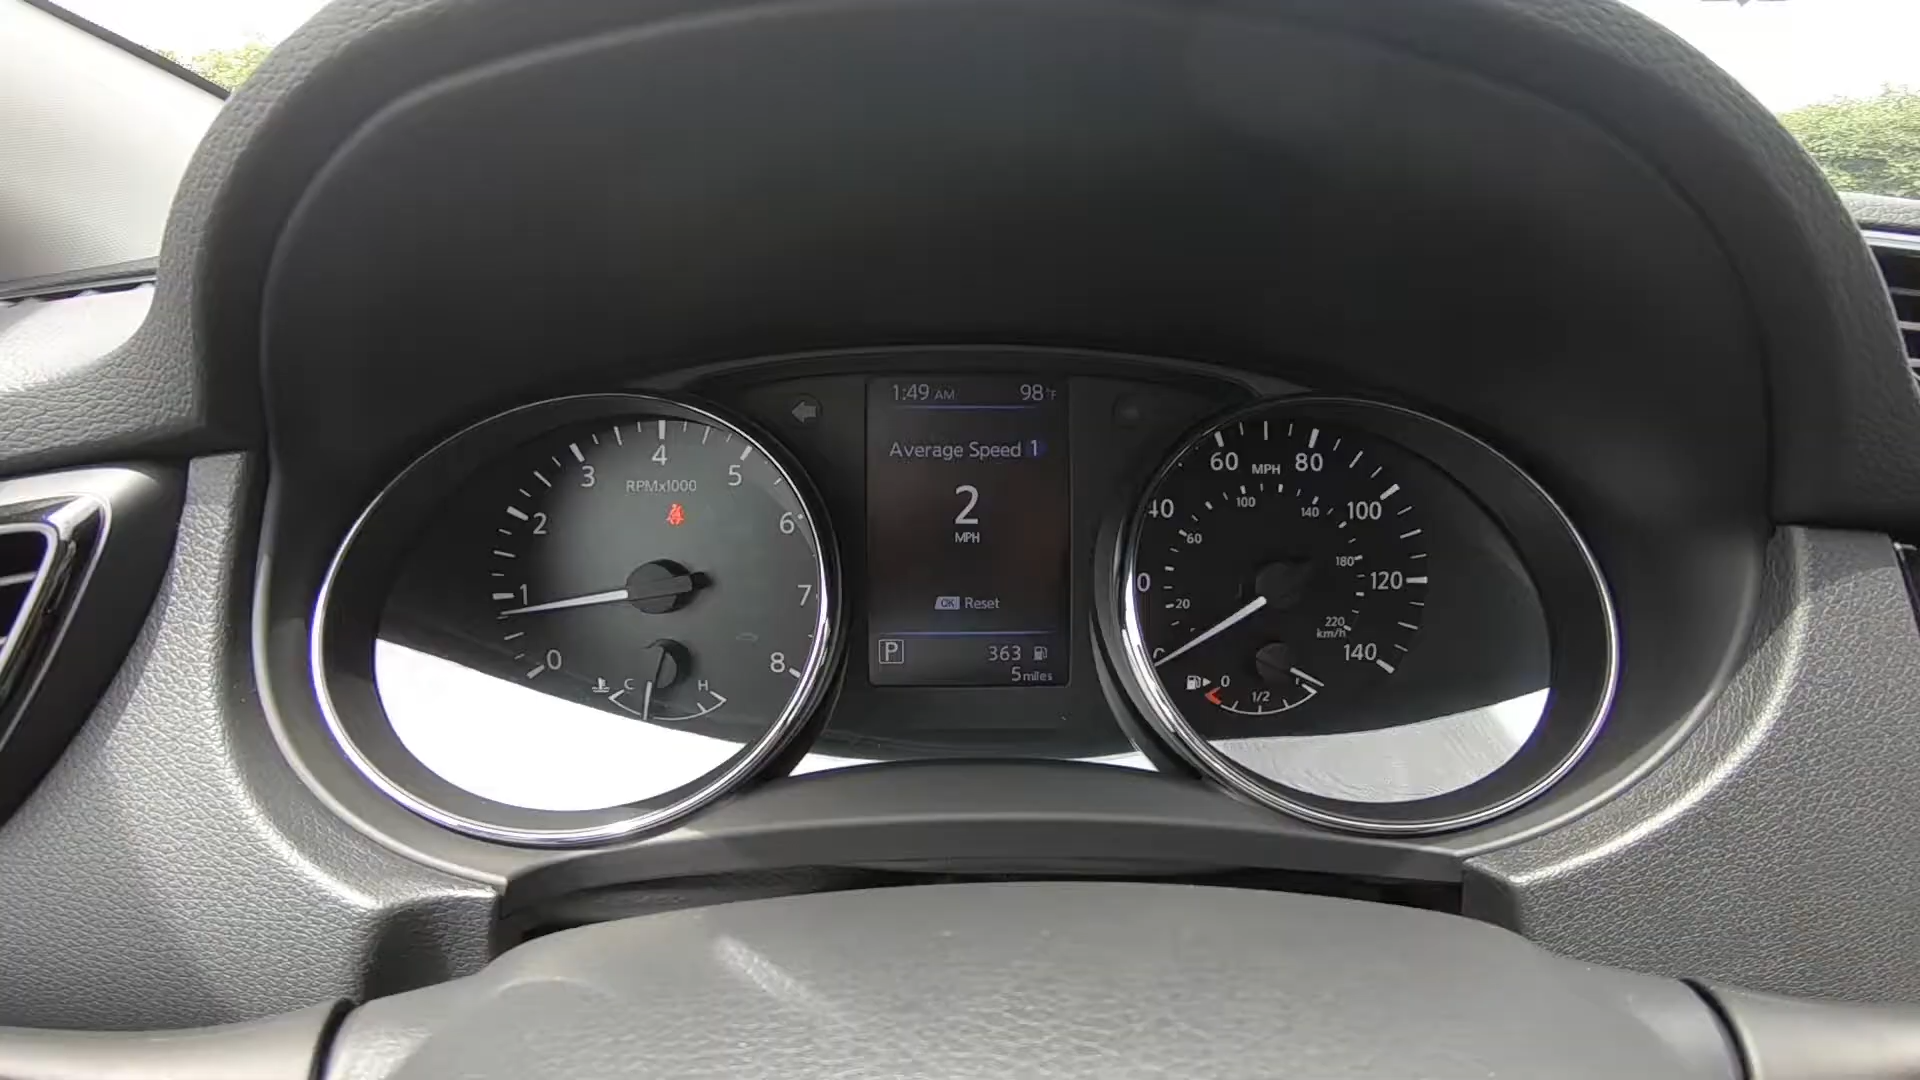 1:49 AM 98°F
Average Speed 1
2
MPH
OK Reset
P 363
5 miles
RPMx1000
0
1
2
3
4
5
6
7
8
C H
MPH
40
60
80
100
120
140
20
60
100
140
180
220
km/h
0 1/2